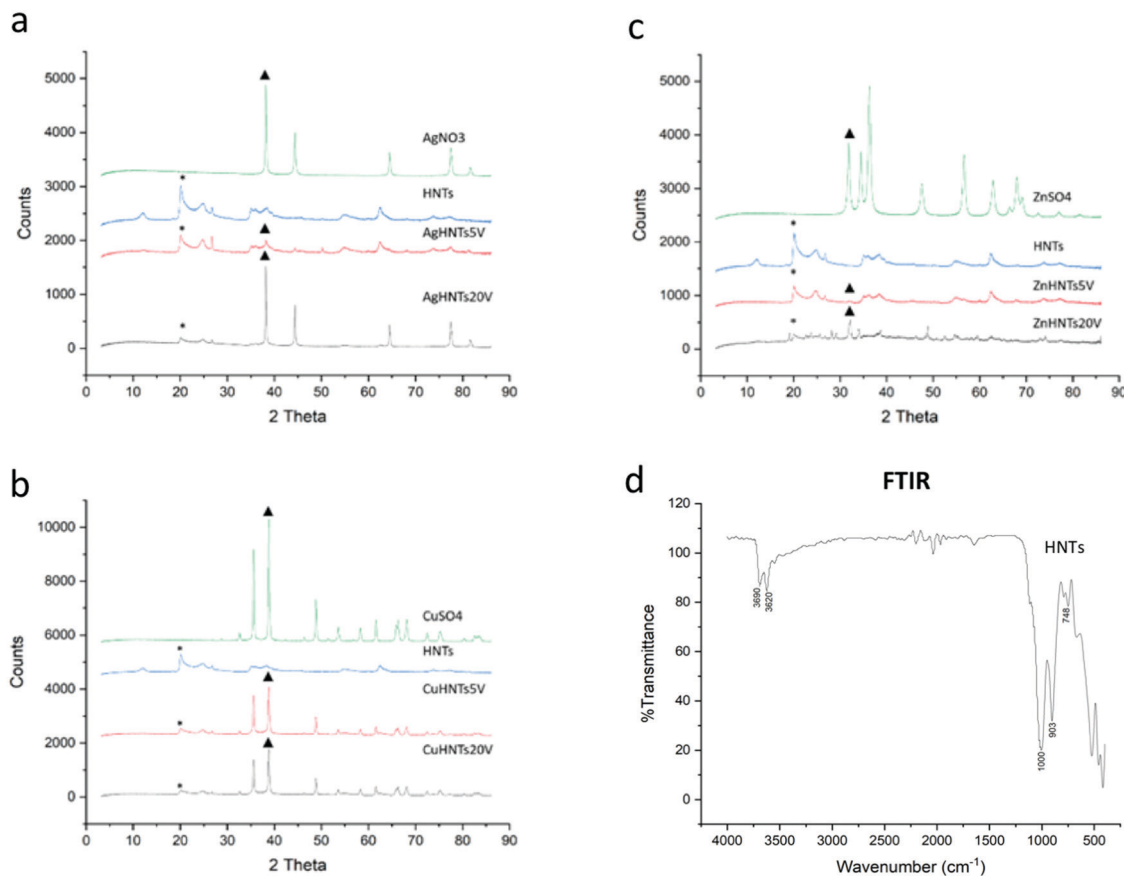 a
5000
4000
3000
2000
1000
0
Counts
▲
AgNO3
*
HNTs
▲
*
AgHNTs5V
▲
AgHNTs20V
*
0 10 20 30 40 50 60 70 80 90
2 Theta
c
5000
4000
3000
2000
1000
0
Counts
▲
ZnSO4
*
HNTs
*
▲
ZnHNTs5V
▲
*
ZnHNTs20V
0 10 20 30 40 50 60 70 80 90
2 Theta
b
10000
8000
6000
4000
2000
0
Counts
▲
CuSO4
*
HNTs
▲
CuHNTs5V
*
▲
CuHNTs20V
*
0 10 20 30 40 50 60 70 80 90
2 Theta
d
FTIR
120
100
80
60
40
20
0
%Transmittance
HNTs
3690
3620
1000
903
748
4000 3500 3000 2500 2000 1500 1000 500
Wavenumber (cm⁻¹)